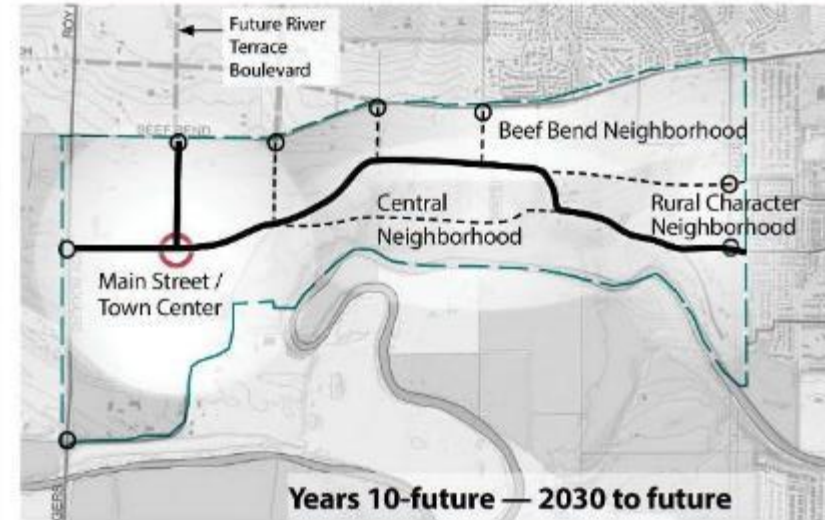 ROY
Future River
Terrace
Boulevard
BEEF BEND
Beef Bend Neighborhood
Central
Neighborhood
Rural Character
Neighborhood
Main Street /
Town Center
Years 10-future — 2030 to future